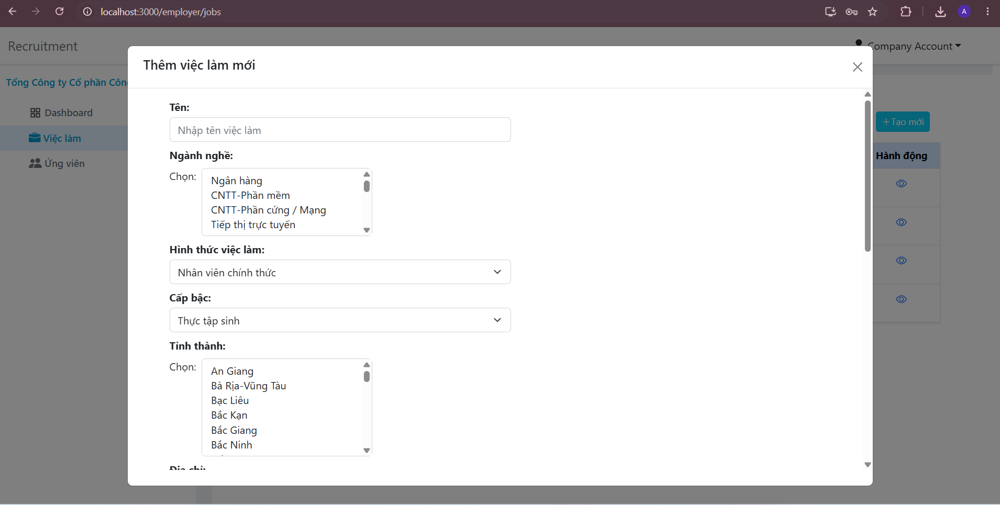 localhost:3000/employer/jobs
A
Recruitment
Company Account
Tổng Công ty Cổ phần Côn
Dashboard
Việc làm
Ứng viên
Thêm việc làm mới
Tên:
Nhập tên việc làm
Ngành nghề:
Chọn:
Ngân hàng
CNTT-Phần mềm
CNTT-Phần cứng / Mạng
Tiếp thị trực tuyến
Hình thức việc làm:
Nhân viên chính thức
Cấp bậc:
Thực tập sinh
Tỉnh thành:
Chọn:
An Giang
Bà Rịa-Vũng Tàu
Bạc Liêu
Bắc Kạn
Bắc Giang
Bắc Ninh
Địa chỉ:
+Tạo mới
Hành động